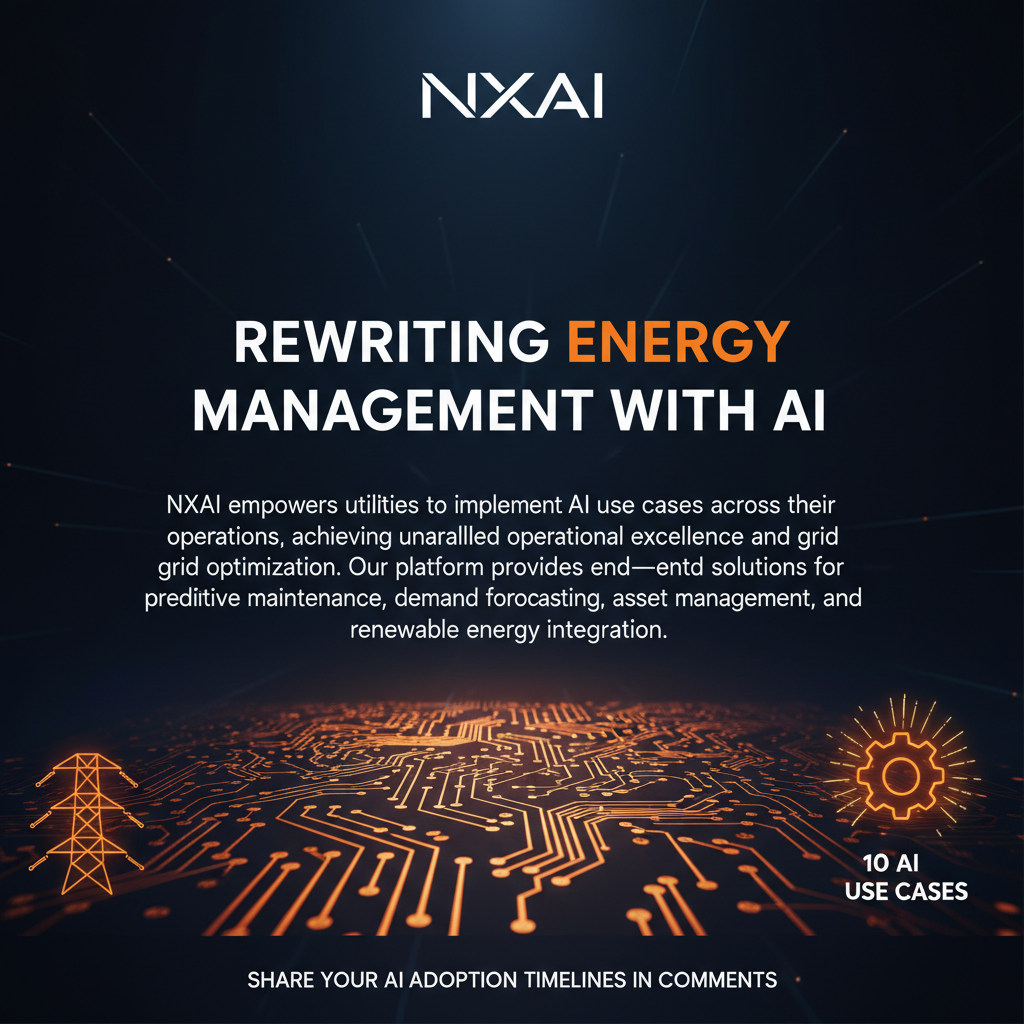 NXAI
REWRITING ENERGY
MANAGEMENT WITH AI
NXAI empowers utilities to implement AI use cases across their
operations, achieving unarallled operational excellence and grid
grid optimization. Our platform provides end—entd solutions for
prediitive maintenance, demand forocasting, asset management, and
renewable energy integration.
10 AI
USE CASES
SHARE YOUR AI ADOPTION TIMELINES IN COMMENTS